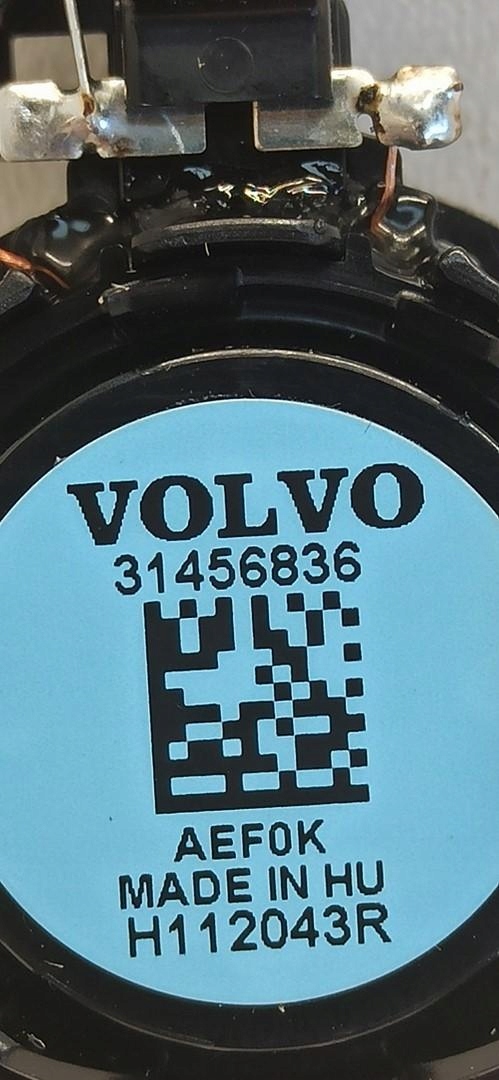 VOLVO
31456836
AEF0K
MADE IN HU
H112043R